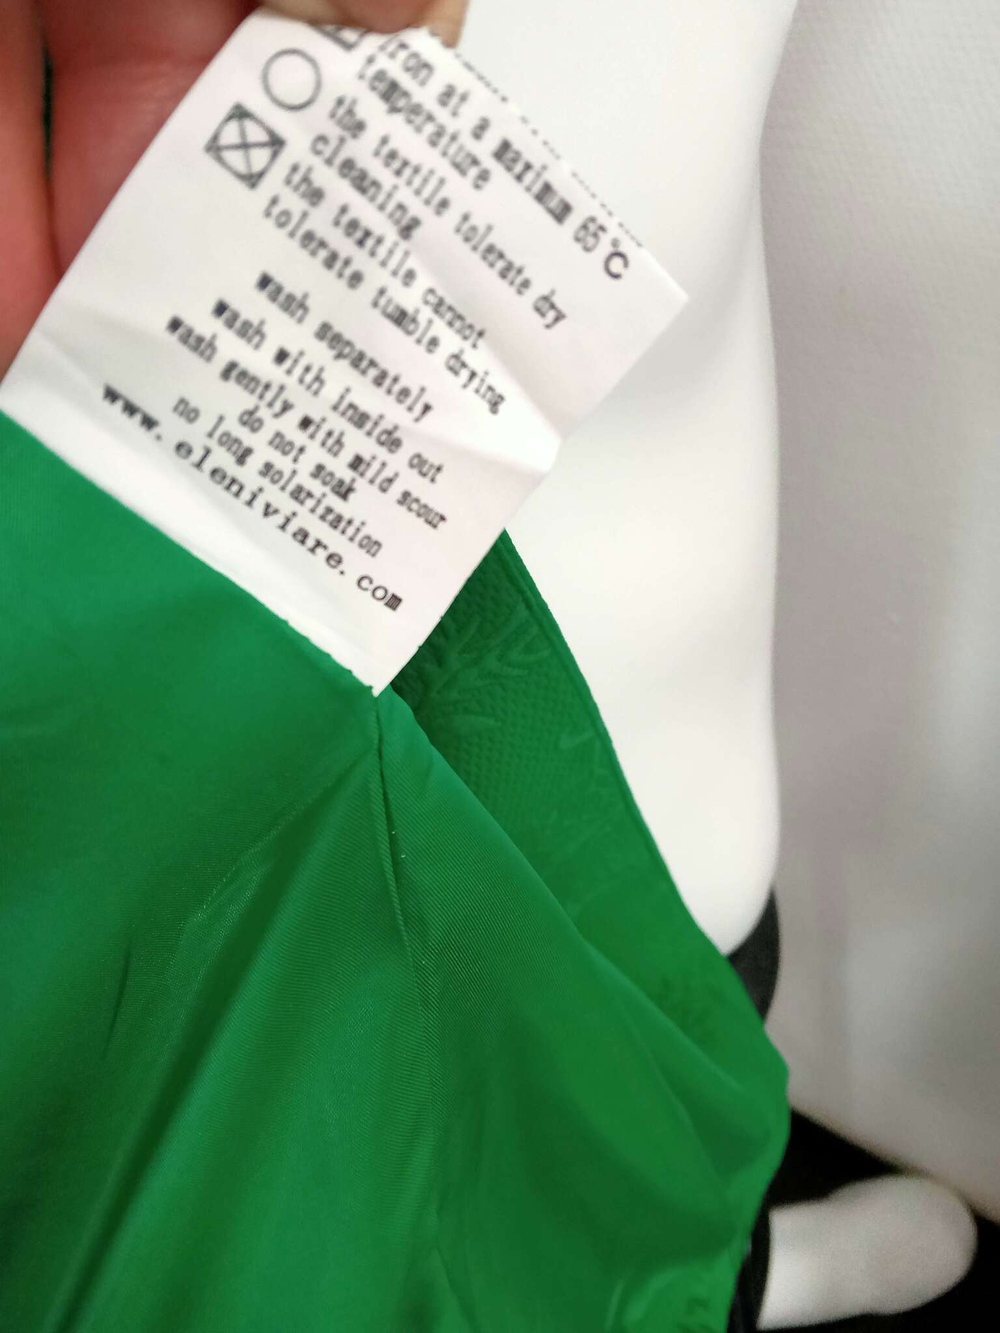 iron at a maximum 65℃
temperature
the textile tolerate dry
cleaning
the textile cannot
tolerate tumble drying
wash separately
wash with inside out
wash gently with mild scour
do not soak
no long solarization
www.eleniviare.com